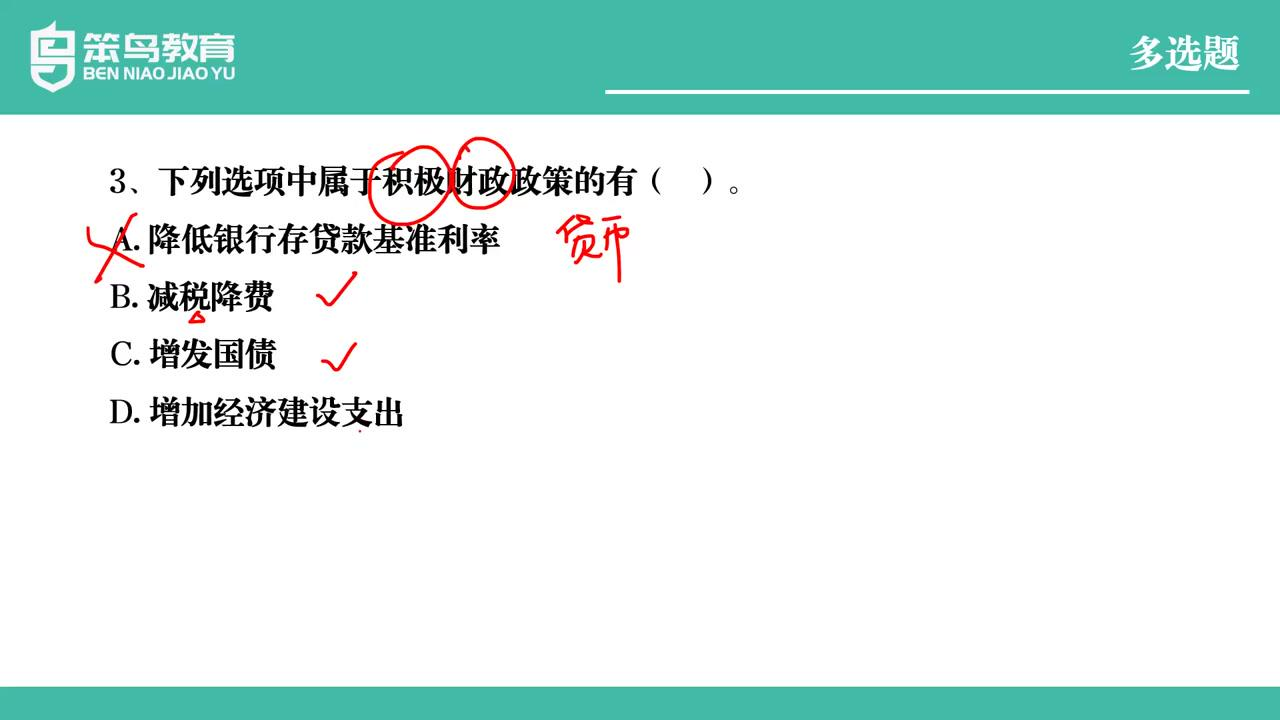 笨鸟教育
BEN NIAO JIAO YU
多选题
3、下列选项中属于积极财政政策的有（　）。
A. 降低银行存贷款基准利率
货币
B. 减税降费
C. 增发国债
D. 增加经济建设支出